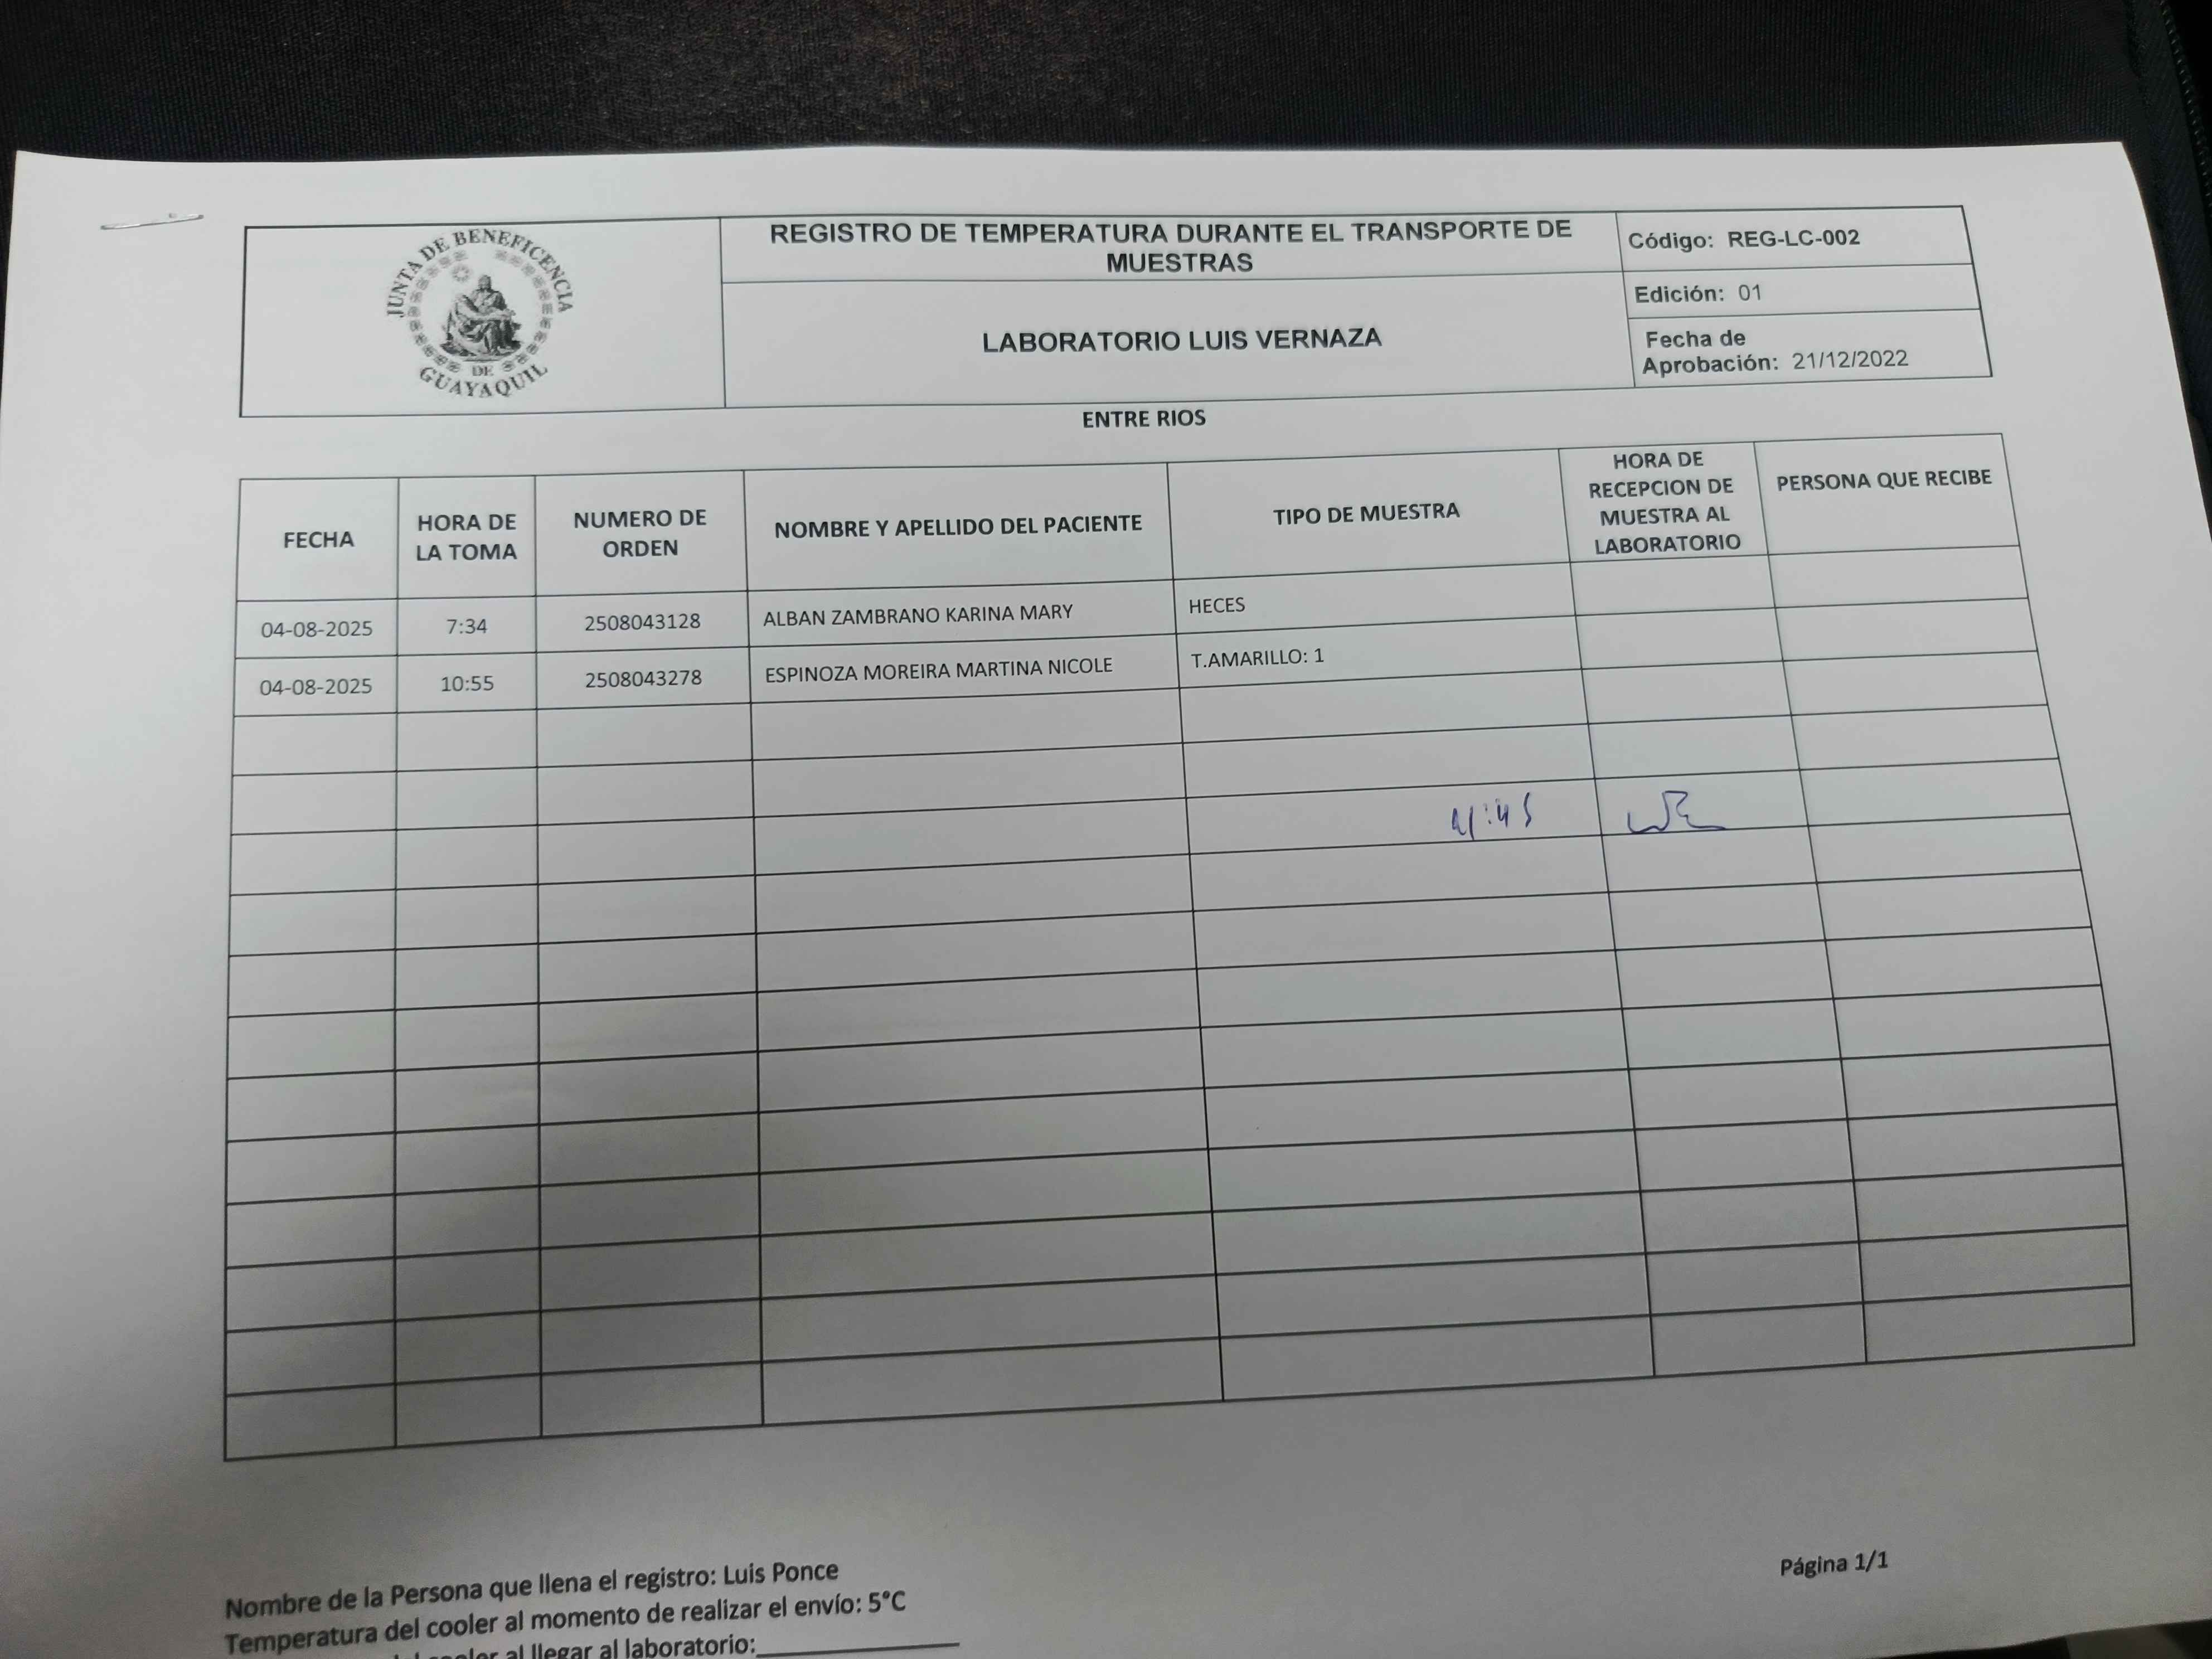 JUNTA DE BENEFICENCIA
DE
GUAYAQUIL
REGISTRO DE TEMPERATURA DURANTE EL TRANSPORTE DE
MUESTRAS
LABORATORIO LUIS VERNAZA
Código: REG-LC-002
Edición: 01
Fecha de
Aprobación: 21/12/2022
ENTRE RIOS
FECHA HORA DE LA TOMA NUMERO DE ORDEN NOMBRE Y APELLIDO DEL PACIENTE TIPO DE MUESTRA HORA DE RECEPCION DE MUESTRA AL LABORATORIO PERSONA QUE RECIBE
04-08-2025 7:34 2508043128 ALBAN ZAMBRANO KARINA MARY HECES
04-08-2025 10:55 2508043278 ESPINOZA MOREIRA MARTINA NICOLE T.AMARILLO: 1
11:45
Nombre de la Persona que llena el registro: Luis Ponce
Temperatura del cooler al momento de realizar el envío: 5°C
cooler al llegar al laboratorio:
Página 1/1